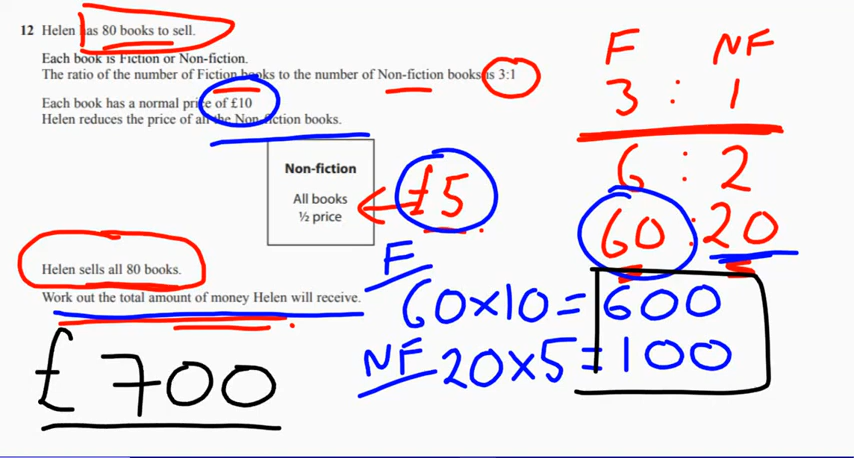 12 Helen has 80 books to sell.
Each book is Fiction or Non-fiction.
The ratio of the number of Fiction books to the number of Non-fiction books is 3:1
Each book has a normal price of £10
Helen reduces the price of all the Non-fiction books.
Non-fiction
All books
½ price
£5
Helen sells all 80 books.
Work out the total amount of money Helen will receive.
£700
F NF
3 : 1
6 : 2
60 : 20
F
60×10=600
NF 20×5=100